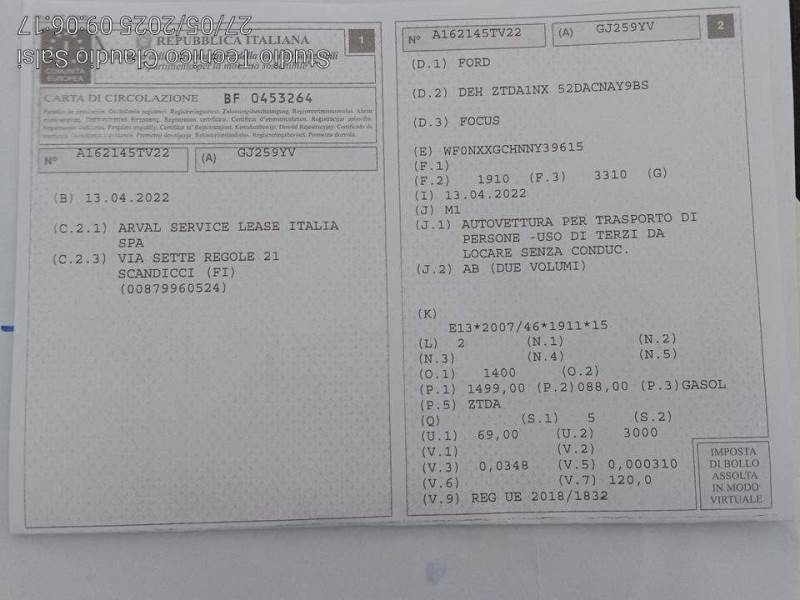 27/05/2025 09:06:17
Studio Tecnico Claudio Salsi
REPUBBLICA ITALIANA
1
COMUNITA
EUROPEA
CARTA DI CIRCOLAZIONE BF 0453264
N° A162145TV22 (A) GJ259YV
(B) 13.04.2022
(C.2.1) ARVAL SERVICE LEASE ITALIA
SPA
(C.2.3) VIA SETTE REGOLE 21
SCANDICCI (FI)
(00879960524)
N° A162145TV22 (A) GJ259YV 2
(D.1) FORD
(D.2) DEH ZTDA1NX 52DACNAY9BS
(D.3) FOCUS
(E) WF0NXXGCHNNY39615
(F.1)
(F.2) 1910 (F.3) 3310 (G)
(I) 13.04.2022
(J) M1
(J.1) AUTOVETTURA PER TRASPORTO DI
PERSONE -USO DI TERZI DA
LOCARE SENZA CONDUC.
(J.2) AB (DUE VOLUMI)
(K)
E13*2007/46*1911*15
(L) 2 (N.1) (N.2)
(N.3) (N.4) (N.5)
(O.1) 1400 (O.2)
(P.1) 1499,00 (P.2)088,00 (P.3)GASOL
(P.5) ZTDA
(Q) (S.1) 5 (S.2)
(U.1) 69,00 (U.2) 3000
(V.1) (V.2)
(V.3) 0,0348 (V.5) 0,000310
(V.6) (V.7) 120,0
(V.9) REG UE 2018/1832
IMPOSTA
DI BOLLO
ASSOLTA
IN MODO
VIRTUALE